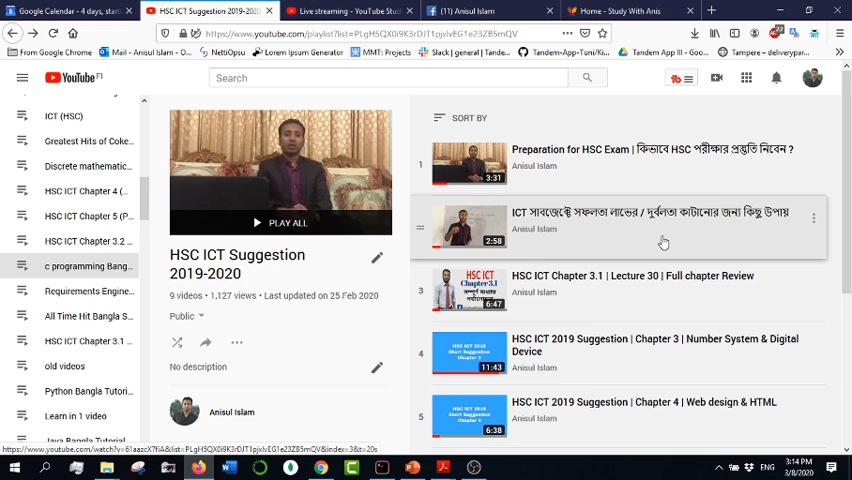 Google Calendar - 4 days, starti
HSC ICT Suggestion 2019-2020
Live streaming - YouTube Stud
(11) Anisul Islam
Home - Study With Anis
https://www.youtube.com/playlist?list=PLgH5QX0i9K3rDJT1pjxlvEG1e23ZSVBQT
From Google Chrome
Mail - Anisul Islam - O...
NettiOpsu
Lorem Ipsum Generator
MMT: Projects
Slack | general | Tande...
Tandem-App-Tuni/Ki...
Tandem App III
Tampere – deliverypar...
YouTube FI
Search
ICT (HSC)
Greatest Hits of Coke...
Discrete mathematic...
HSC ICT Chapter 4 (...
HSC ICT Chapter 5 (P...
HSC ICT Chapter 3.2 ...
c programming Bang...
Requirements Engine...
All Time Hit Bangla S...
HSC ICT Chapter 3.1 ...
old videos
Python Bangla Tutori...
Learn in 1 video
Java Bangla Tutorial
PLAY ALL
HSC ICT Suggestion
2019-2020
9 videos • 1,127 views • Last updated on 25 Feb 2020
Public
No description
Anisul Islam
SORT BY
1
3:31
Preparation for HSC Exam | কিভাবে HSC পরীক্ষার প্রস্তুতি নিবেন ?
Anisul Islam
2:58
ICT সাবজেক্টে সফলতা লাভের / দুর্বলতা কাটানোর জন্য কিছু উপায়
Anisul Islam
3
HSC ICT
Chapter 3.1
6:47
HSC ICT Chapter 3.1 | Lecture 30 | Full chapter Review
Anisul Islam
4
HSC ICT 2019
Short Suggestion
Chapter 3
11:43
HSC ICT 2019 Suggestion | Chapter 3 | Number System & Digital
Device
Anisul Islam
5
HSC ICT 2019
Short Suggestion
Chapter 4
6:38
HSC ICT 2019 Suggestion | Chapter 4 | Web design & HTML
Anisul Islam
ENG
3:14 PM
3/8/2020